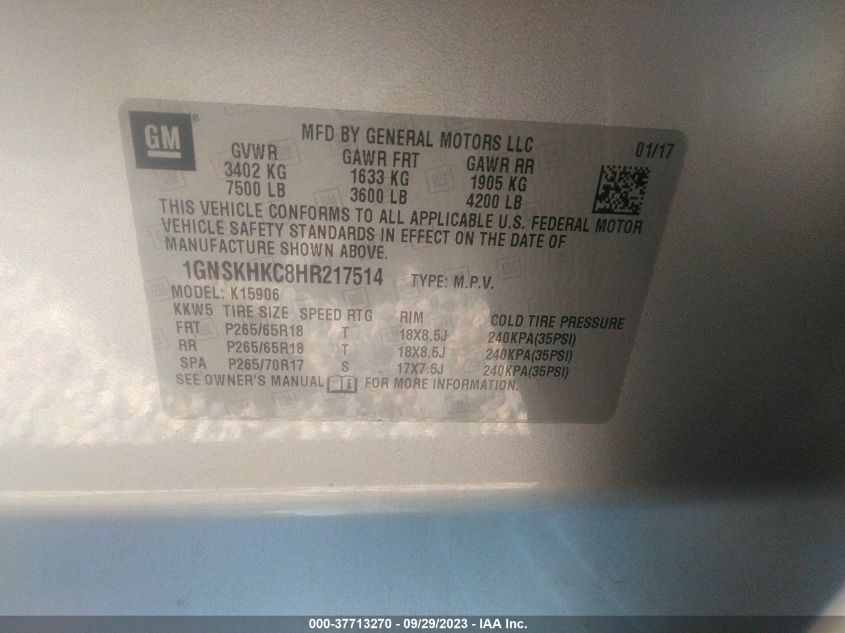 GM ®
MFD BY GENERAL MOTORS LLC 01/17
GVWR GAWR FRT GAWR RR
3402 KG 1633 KG 1905 KG
7500 LB 3600 LB 4200 LB
THIS VEHICLE CONFORMS TO ALL APPLICABLE U.S. FEDERAL MOTOR
VEHICLE SAFETY STANDARDS IN EFFECT ON THE DATE OF
MANUFACTURE SHOWN ABOVE.
1GNSKHKC8HR217514 TYPE: M.P.V.
MODEL: K15906
KKW5 TIRE SIZE SPEED RTG RIM COLD TIRE PRESSURE
FRT P265/65R18 T 18X8.5J 240KPA(35PSI)
RR P265/65R18 T 18X8.5J 240KPA(35PSI)
SPA P265/70R17 S 17X7.5J 240KPA(35PSI)
SEE OWNER'S MANUAL FOR MORE INFORMATION.
000-37713270 - 09/29/2023 - IAA Inc.